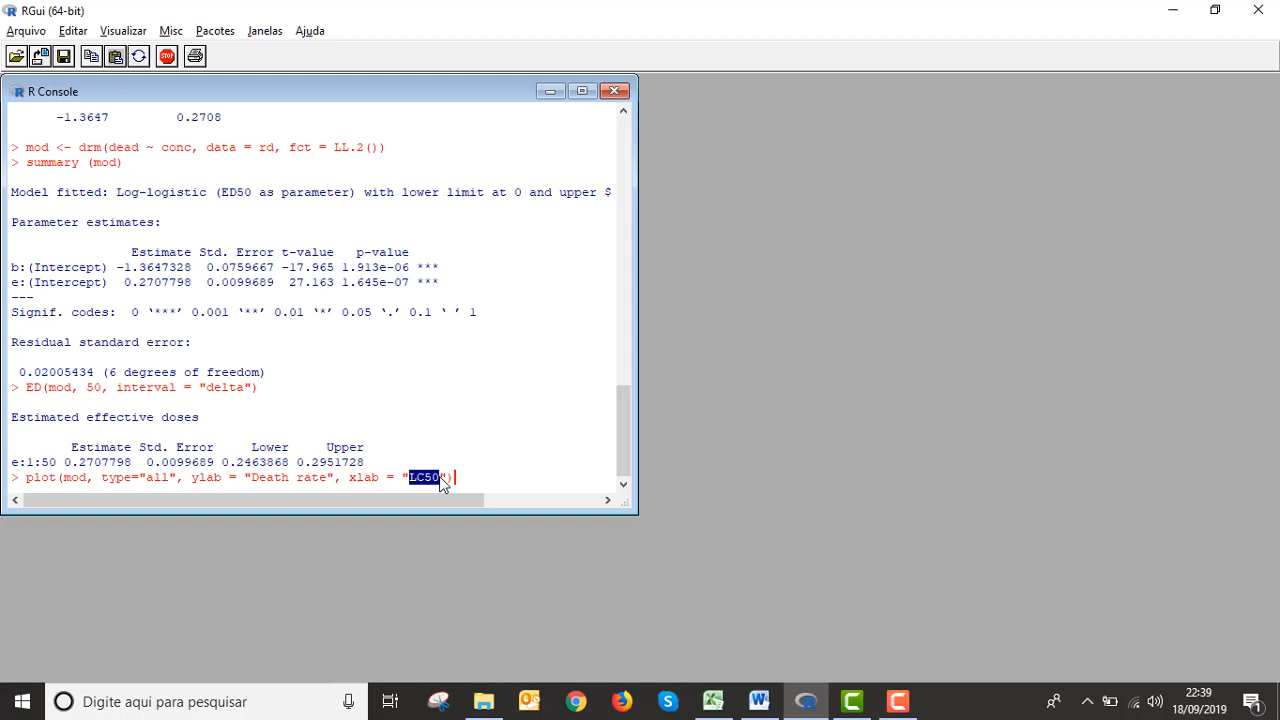 RGui (64-bit)
Arquivo Editar Visualizar Misc Pacotes Janelas Ajuda
STOP
R Console
-1.3647 0.2708
> mod <- drm(dead ~ conc, data = rd, fct = LL.2())
> summary (mod)
Model fitted: Log-logistic (ED50 as parameter) with lower limit at 0 and upper $
Parameter estimates:
Estimate Std. Error t-value p-value
b:(Intercept) -1.3647328 0.0759667 -17.965 1.913e-06 ***
e:(Intercept) 0.2707798 0.0099689 27.163 1.645e-07 ***
---
Signif. codes: 0 ‘***’ 0.001 ‘**’ 0.01 ‘*’ 0.05 ‘.’ 0.1 ‘ ’ 1
Residual standard error:
0.02005434 (6 degrees of freedom)
> ED(mod, 50, interval = "delta")
Estimated effective doses
Estimate Std. Error Lower Upper
e:1:50 0.2707798 0.0099689 0.2463868 0.2951728
> plot(mod, type="all", ylab = "Death rate", xlab = "LC50")
Digite aqui para pesquisar
22:39
18/09/2019
1